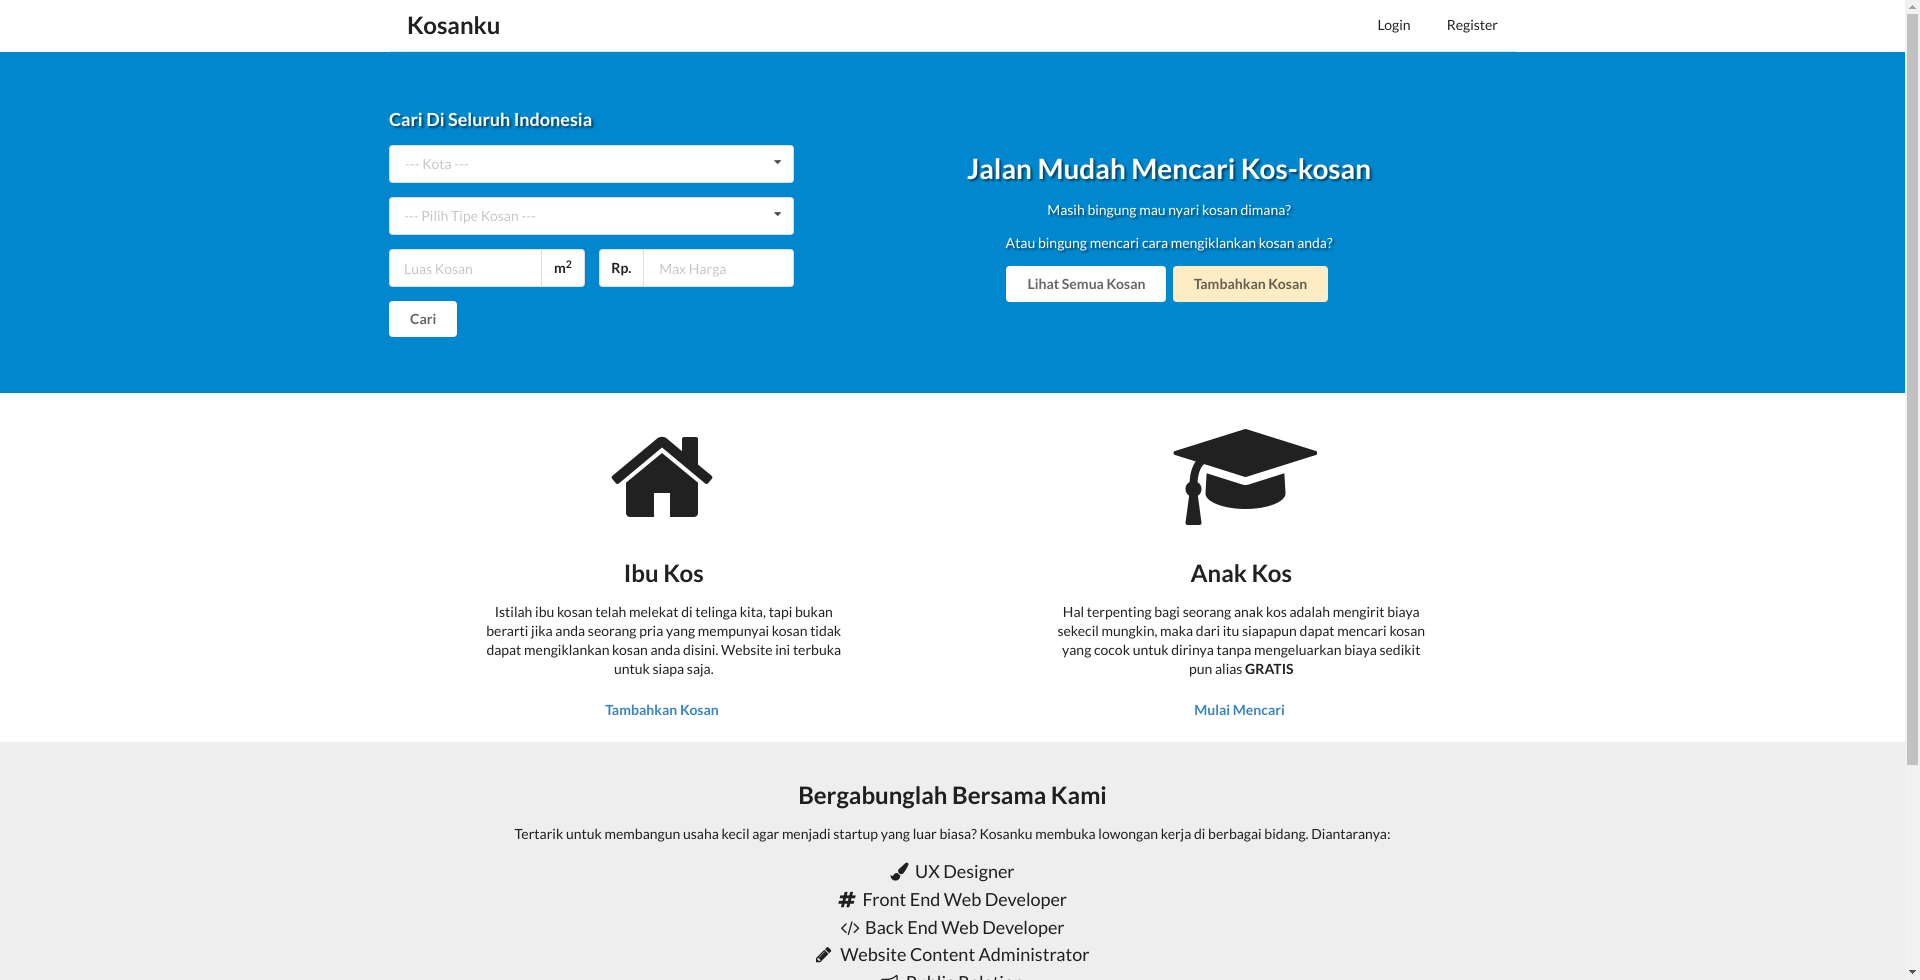 Kosanku
Login
Register
Cari Di Seluruh Indonesia
--- Kota ---
--- Pilih Tipe Kosan ---
Luas Kosan
m²
Rp.
Max Harga
Cari
Jalan Mudah Mencari Kos-kosan
Masih bingung mau nyari kosan dimana?
Atau bingung mencari cara mengiklankan kosan anda?
Lihat Semua Kosan
Tambahkan Kosan
Ibu Kos
Istilah ibu kosan telah melekat di telinga kita, tapi bukan
berarti jika anda seorang pria yang mempunyai kosan tidak
dapat mengiklankan kosan anda disini. Website ini terbuka
untuk siapa saja.
Tambahkan Kosan
Anak Kos
Hal terpenting bagi seorang anak kos adalah mengirit biaya
sekecil mungkin, maka dari itu siapapun dapat mencari kosan
yang cocok untuk dirinya tanpa mengeluarkan biaya sedikit
pun alias GRATIS
Mulai Mencari
Bergabunglah Bersama Kami
Tertarik untuk membangun usaha kecil agar menjadi startup yang luar biasa? Kosanku membuka lowongan kerja di berbagai bidang. Diantaranya:
UX Designer
Front End Web Developer
Back End Web Developer
Website Content Administrator
Public Relation